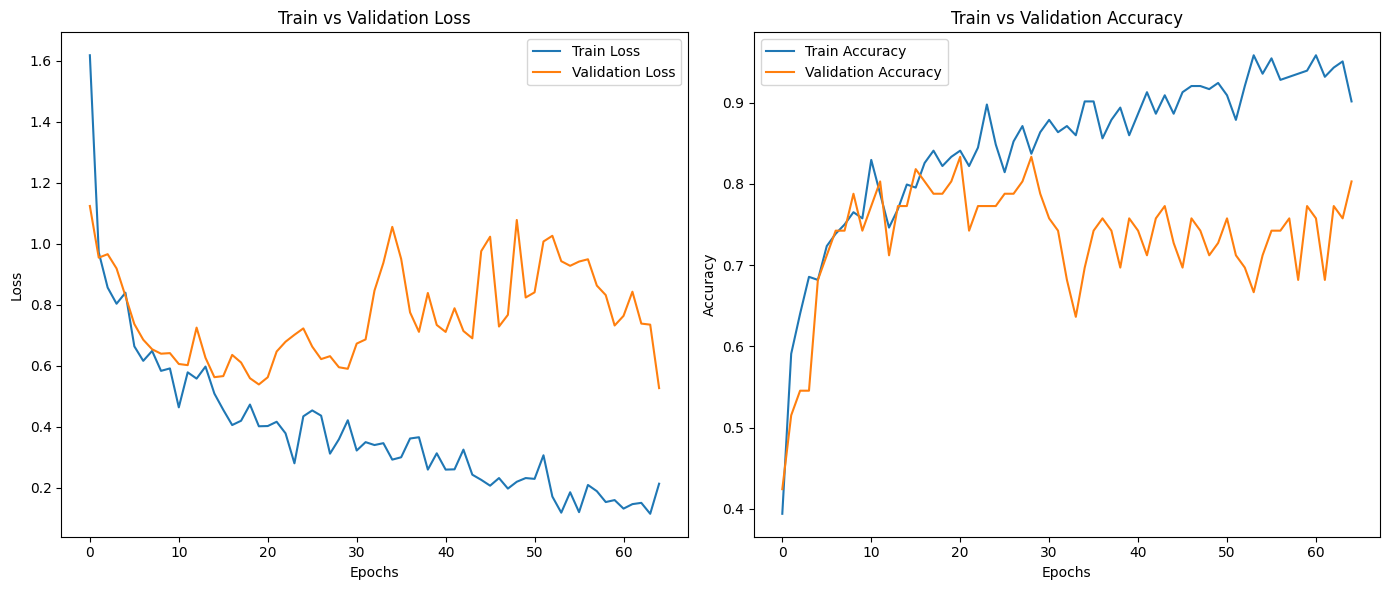 Train vs Validation Loss
Train Loss
Validation Loss
1.6
1.4
1.2
1.0
0.8
0.6
0.4
0.2
Loss
0 10 20 30 40 50 60
Epochs
Train vs Validation Accuracy
Train Accuracy
Validation Accuracy
0.9
0.8
0.7
0.6
0.5
0.4
Accuracy
0 10 20 30 40 50 60
Epochs